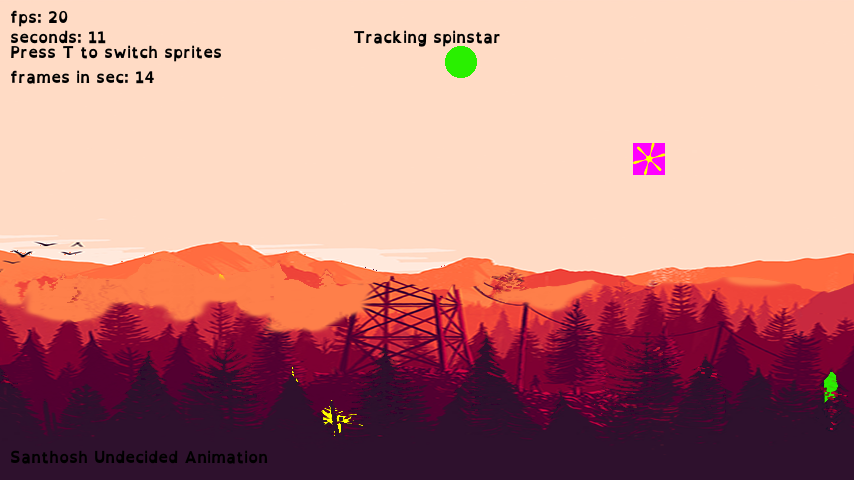 fps: 20
seconds: 11
Press T to switch sprites
frames in sec: 14
Tracking spinstar
Santhosh Undecided Animation